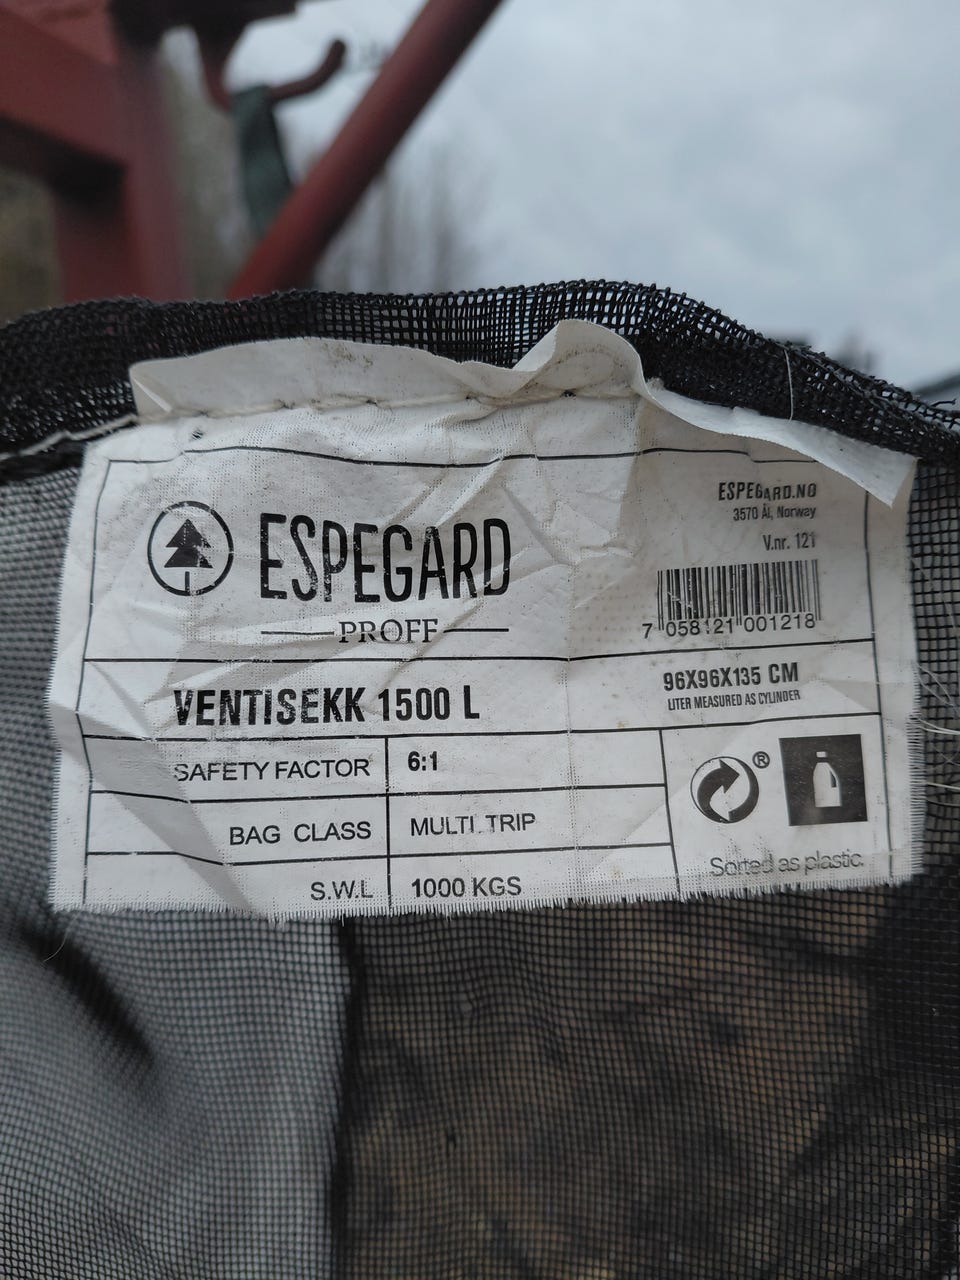 ESPEGARD
PROFF
ESPEGARD.NO
3570 Ål, Norway
V.nr. 121
7 058121 001218
VENTISEKK 1500 L
96X96X135 CM
LITER MEASURED AS CYLINDER
SAFETY FACTOR 6:1
BAG CLASS MULTI TRIP
S.W.L 1000 KGS
®
Sorted as plastic.